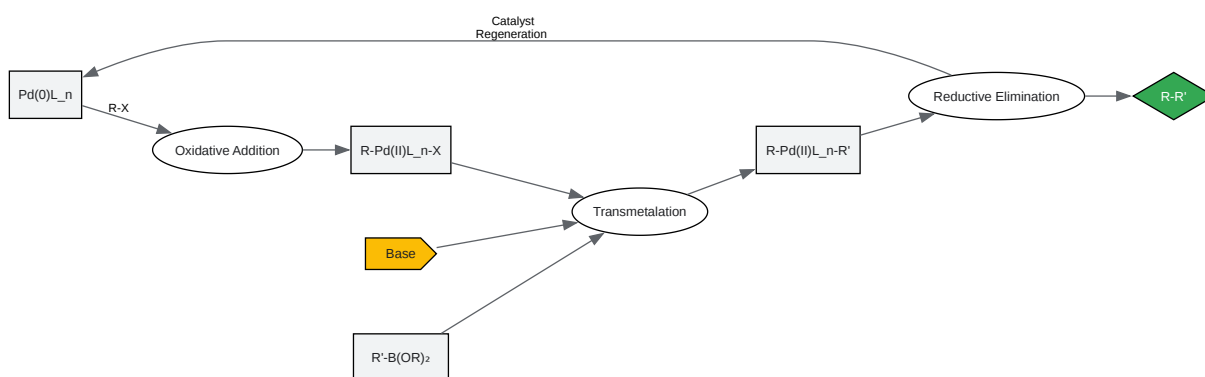 Catalyst
Regeneration
Pd(0)L_n
R-X
Oxidative Addition
R-Pd(II)L_n-X
Transmetalation
R-Pd(II)L_n-R'
Reductive Elimination
R-R'
Base
R'-B(OR)₂